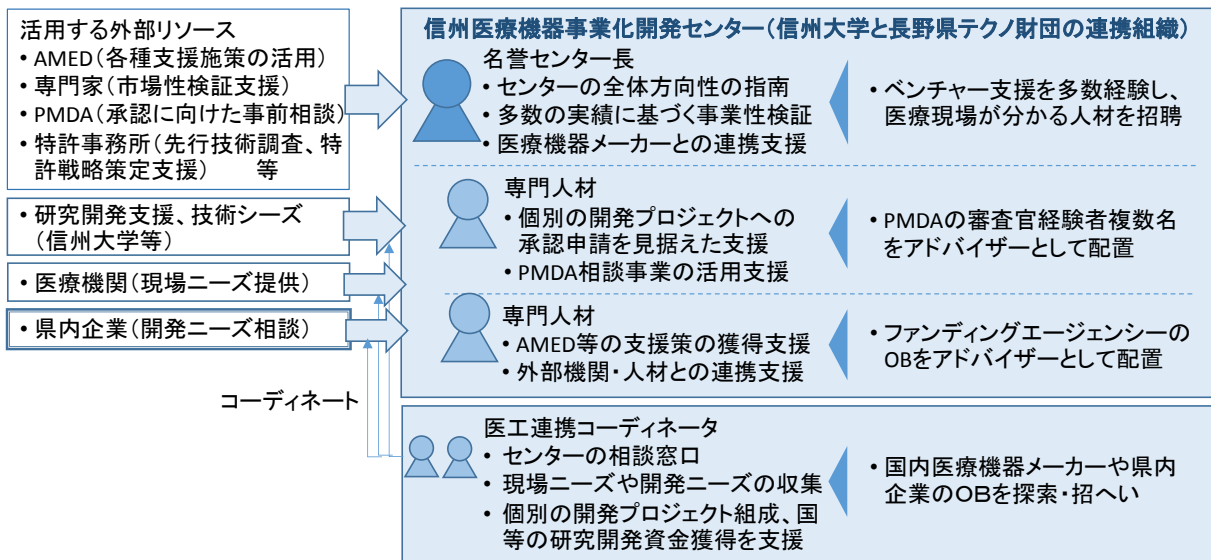 活用する外部リソース
• AMED(各種支援施策の活用)
• 専門家(市場性検証支援)
• PMDA(承認に向けた事前相談)
• 特許事務所(先行技術調査、特
許戦略策定支援) 等
• 研究開発支援、技術シーズ
(信州大学等)
• 医療機関(現場ニーズ提供)
• 県内企業(開発ニーズ相談)
コーディネート
信州医療機器事業化開発センター(信州大学と長野県テクノ財団の連携組織)
名誉センター長
• センターの全体方向性の指南
• 多数の実績に基づく事業性検証
• 医療機器メーカーとの連携支援
• ベンチャー支援を多数経験し、
医療現場が分かる人材を招聘
専門人材
• 個別の開発プロジェクトへの
承認申請を見据えた支援
• PMDA相談事業の活用支援
• PMDAの審査官経験者複数名
をアドバイザーとして配置
専門人材
• AMED等の支援策の獲得支援
• 外部機関・人材との連携支援
• ファンディングエージェンシーの
OBをアドバイザーとして配置
医工連携コーディネータ
• センターの相談窓口
• 現場ニーズや開発ニーズの収集
• 個別の開発プロジェクト組成、国
等の研究開発資金獲得を支援
• 国内医療機器メーカーや県内
企業のOBを探索・招へい